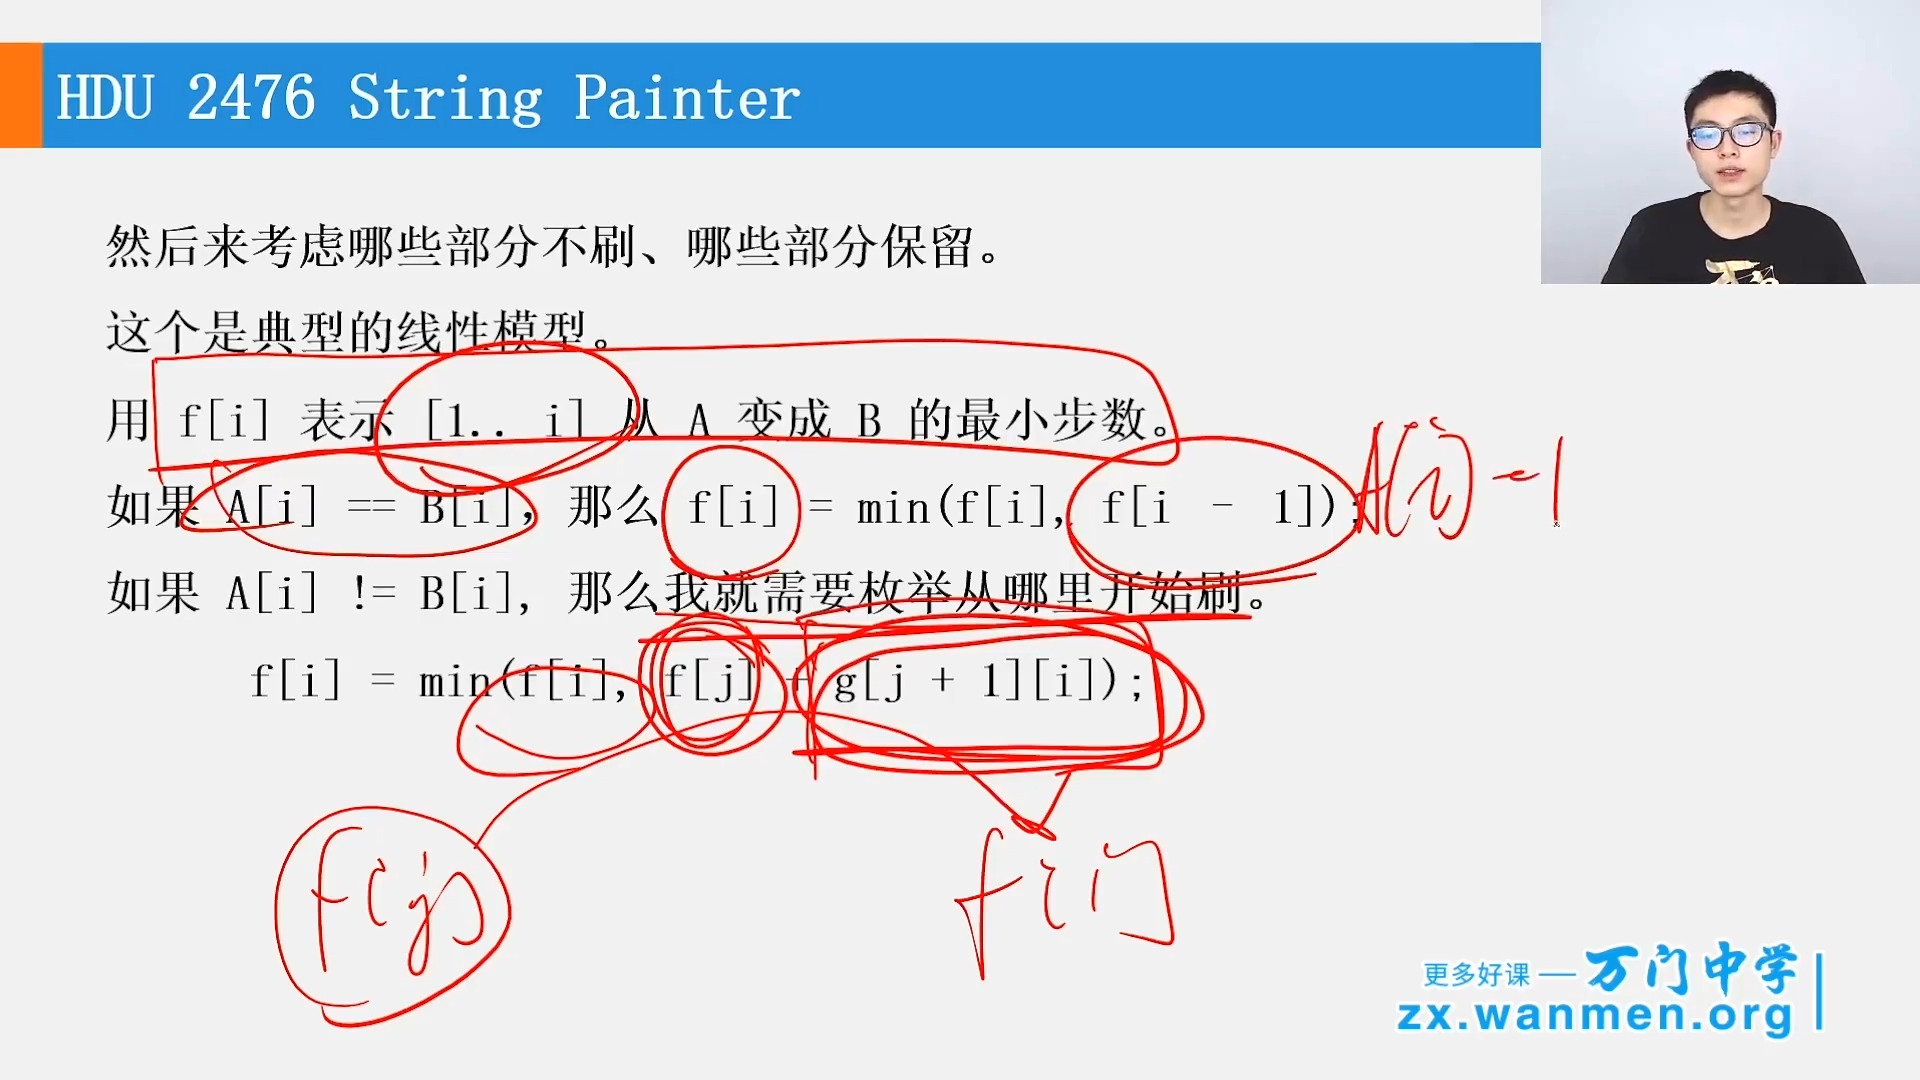 HDU 2476 String Painter
然后来考虑哪些部分不刷、哪些部分保留。
这个是典型的线性模型。
用 f[i] 表示 [1.. i] 从 A 变成 B 的最小步数。
如果 A[i] == B[i], 那么 f[i] = min(f[i], f[i - 1]);
如果 A[i] != B[i], 那么我就需要枚举从哪里开始刷。
f[i] = min(f[i], f[j] + g[j + 1][i]);
f[j]
f[i]
更多好课 — 万门中学
zx.wanmen.org